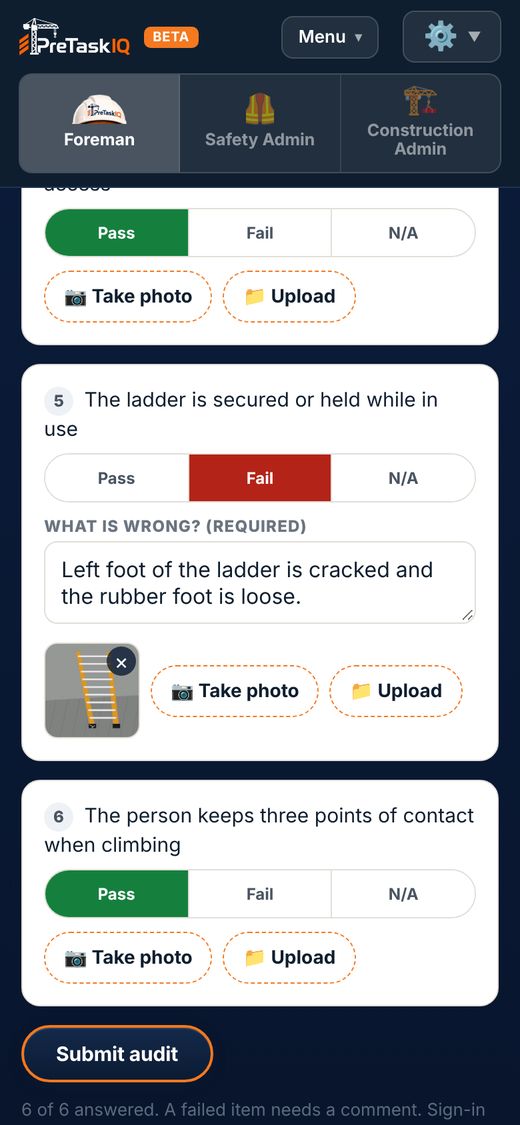 PreTaskIQ BETA Menu ▾ ▼
PreTaskIQ
Foreman Safety Admin Construction
Admin
access
Pass Fail N/A
Take photo Upload
5 The ladder is secured or held while in
use
Pass Fail N/A
WHAT IS WRONG? (REQUIRED)
Left foot of the ladder is cracked and
the rubber foot is loose.
Take photo Upload
6 The person keeps three points of contact
when climbing
Pass Fail N/A
Take photo Upload
Submit audit
6 of 6 answered. A failed item needs a comment. Sign-in